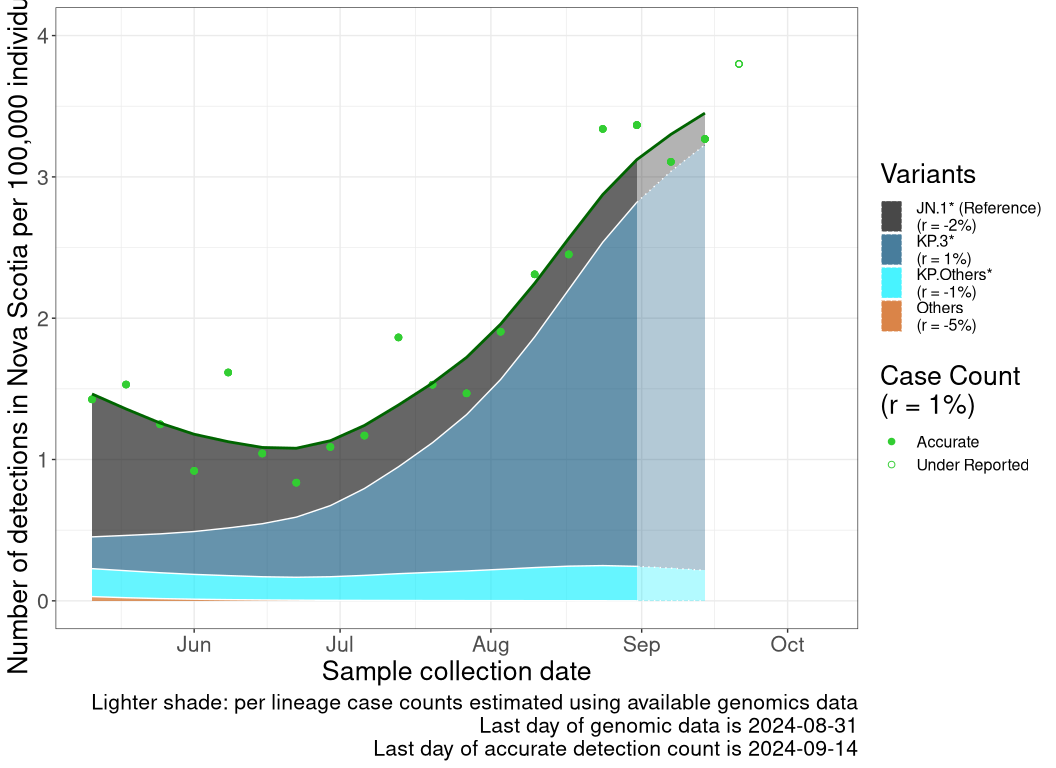 Number of detections in Nova Scotia per 100,000 individu
4
3
2
1
0
Jun
Jul
Aug
Sep
Oct
Sample collection date
Lighter shade: per lineage case counts estimated using available genomics data
Last day of genomic data is 2024-08-31
Last day of accurate detection count is 2024-09-14
Variants
JN.1* (Reference)
(r = -2%)
KP.3*
(r = 1%)
KP.Others*
(r = -1%)
Others
(r = -5%)
Case Count
(r = 1%)
Accurate
Under Reported